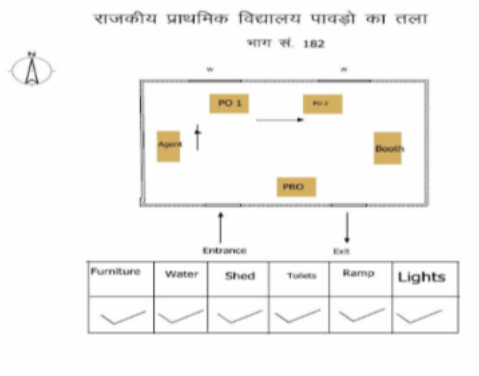 राजकीय प्राथमिक विद्यालय पावड़ो का तला
भाग सं. 182
N
W W
PO 1 PO 2
Agent Booth
PRO
Entrance Exit
Furniture Water Shed Toilets Ramp Lights